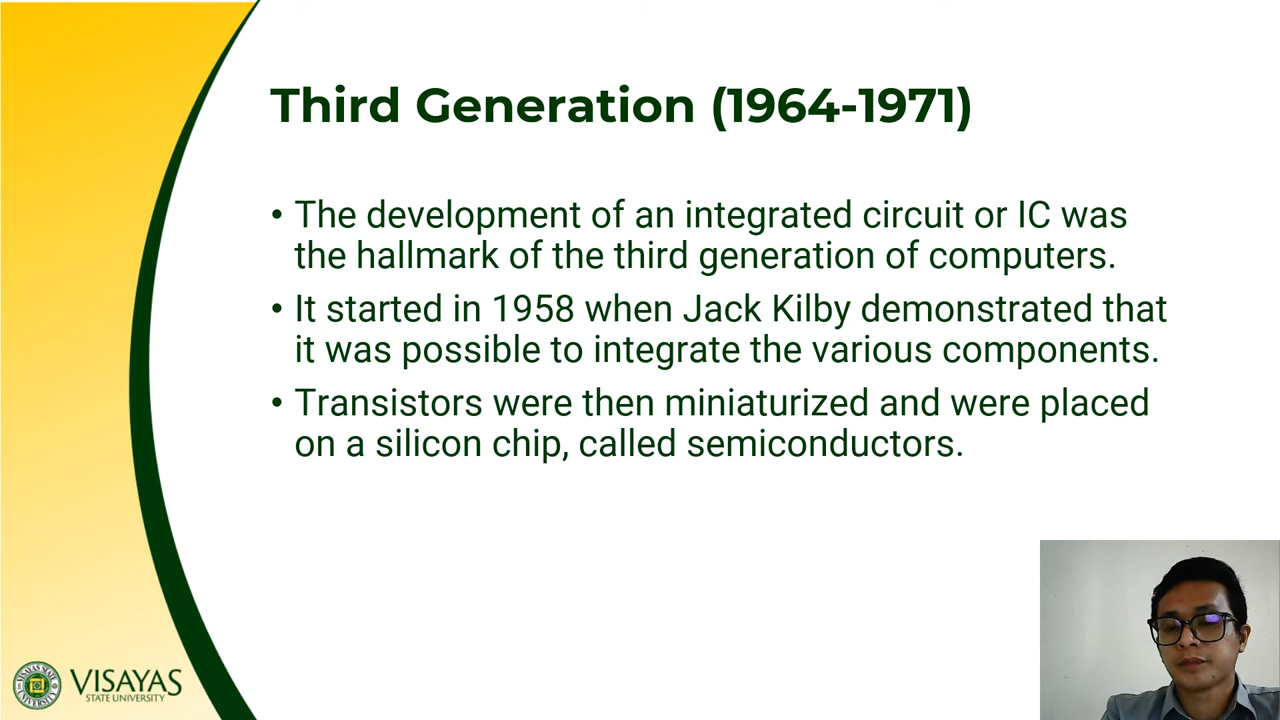 Third Generation (1964-1971)
• The development of an integrated circuit or IC was
the hallmark of the third generation of computers.
• It started in 1958 when Jack Kilby demonstrated that
it was possible to integrate the various components.
• Transistors were then miniaturized and were placed
on a silicon chip, called semiconductors.
VISAYAS
STATE UNIVERSITY